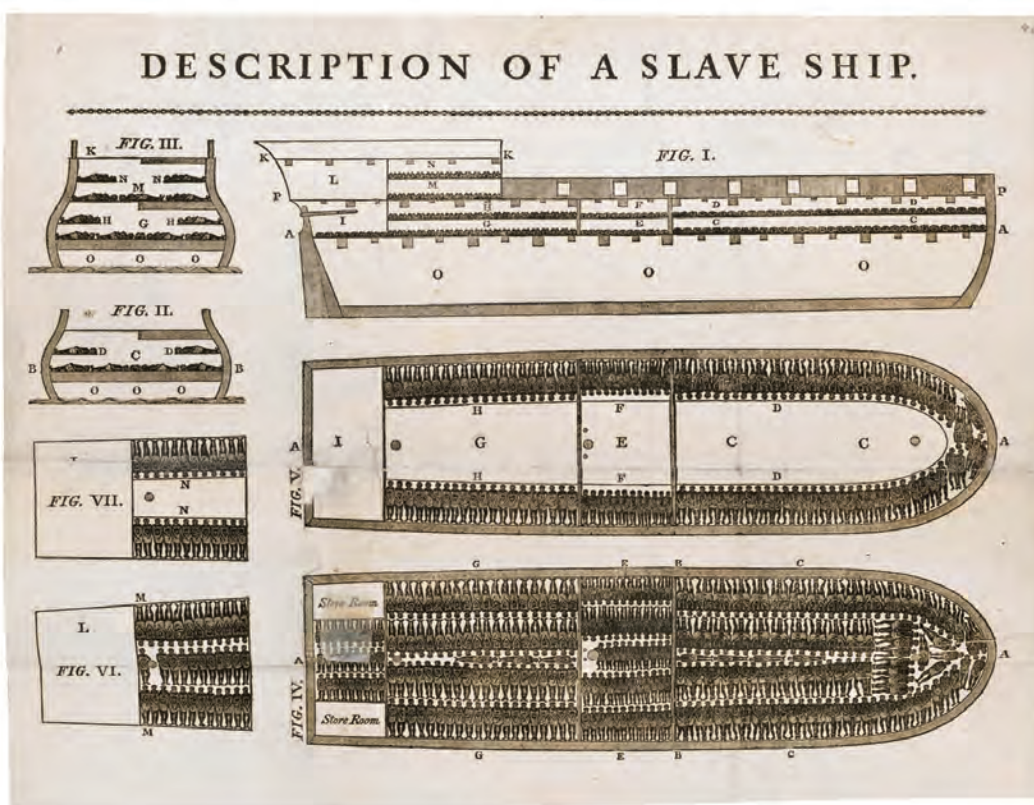 DESCRIPTION OF A SLAVE SHIP.
FIG. III.
K
N M N
H G H
O O O
FIG. I.
K N K
L M
P H F D D P
I G E C C
A A
O O O
FIG. II.
D C D
B B
O O O
FIG. V.
A I H F D A
G E C C
H F D
FIG. VII.
N
N
FIG. VI.
M
L
M
FIG. IV.
G E B C
Store Room
A A
Store Room
G E B C